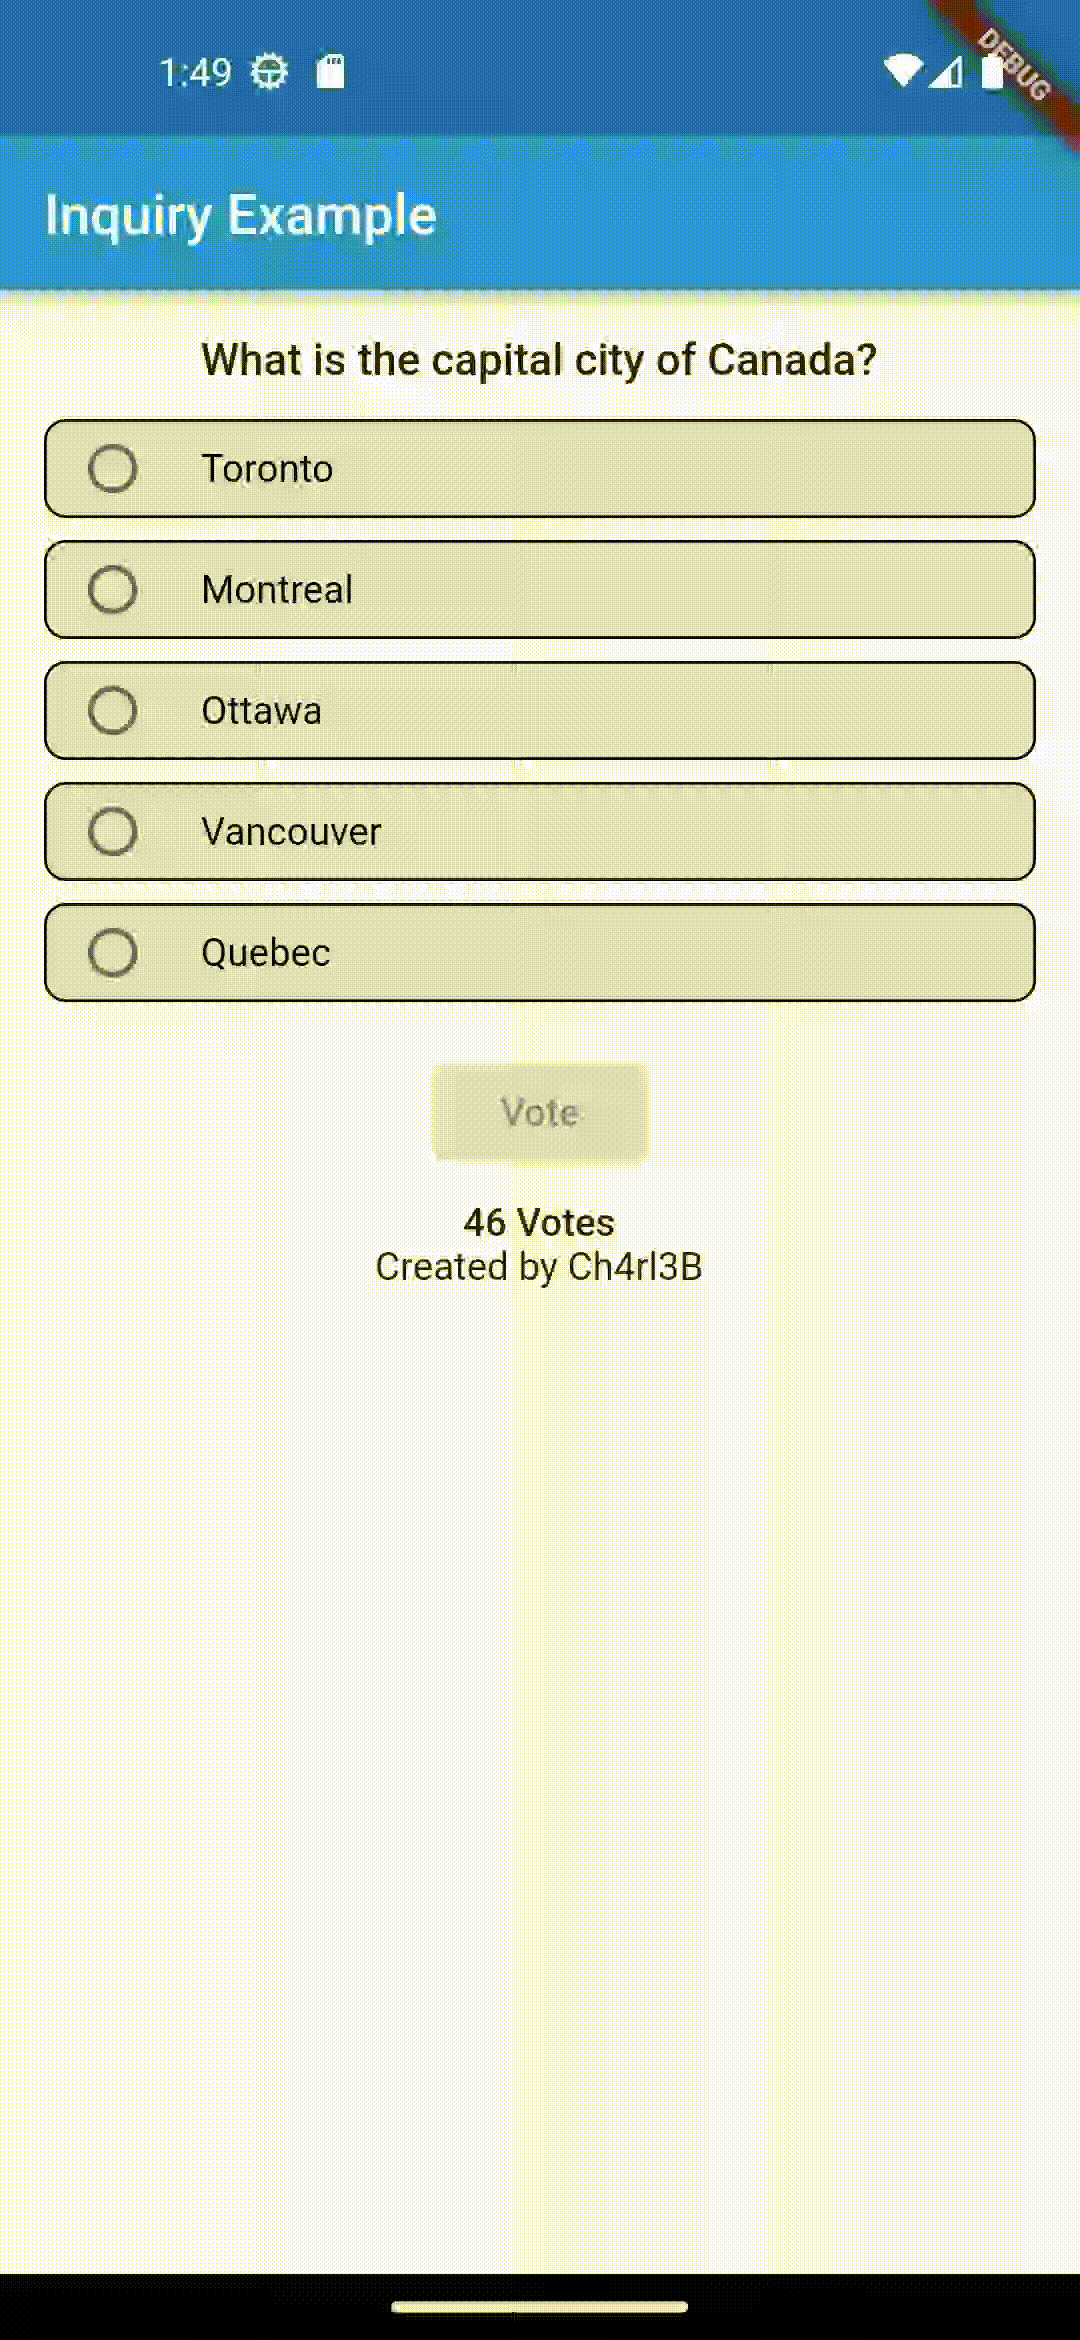 1:49
DEBUG
Inquiry Example
What is the capital city of Canada?
Toronto
Montreal
Ottawa
Vancouver
Quebec
Vote
46 Votes
Created by Ch4rl3B